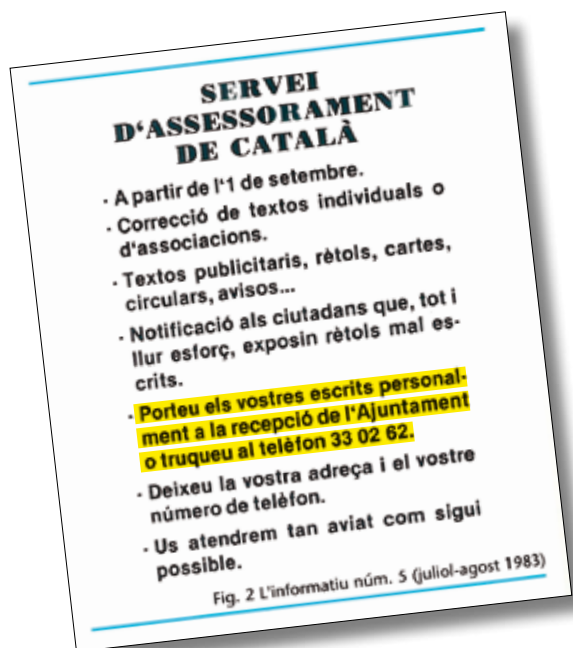 SERVEI
D‘ASSESSORAMENT
DE CATALÀ
· A partir de l‘1 de setembre.
· Correcció de textos individuals o
d‘associacions.
· Textos publicitaris, rètols, cartes,
circulars, avisos...
· Notificació als ciutadans que, tot i
llur esforç, exposin rètols mal es-
crits.
· Porteu els vostres escrits personal-
ment a la recepció de l‘Ajuntament
o truqueu al telèfon 33 02 62.
· Deixeu la vostra adreça i el vostre
número de telèfon.
· Us atendrem tan aviat com sigui
possible.
Fig. 2 L'informatiu núm. 5 (juliol-agost 1983)